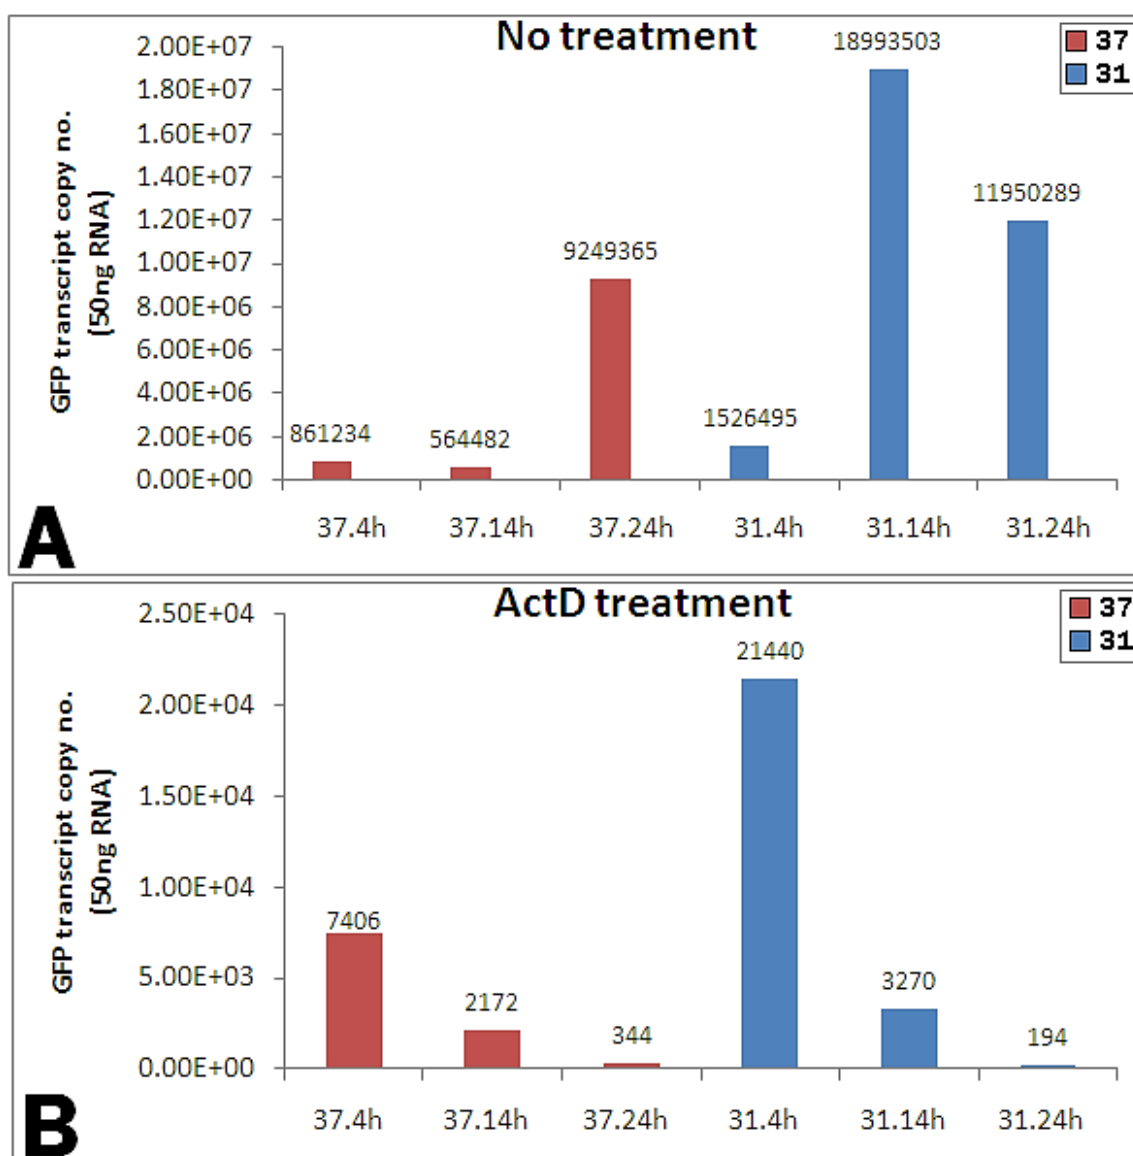 No treatment
37
31
GFP transcript copy no.
(50ng RNA)
2.00E+07
1.80E+07
1.60E+07
1.40E+07
1.20E+07
1.00E+07
8.00E+06
6.00E+06
4.00E+06
2.00E+06
0.00E+00
861234
564482
9249365
1526495
18993503
11950289
37.4h
37.14h
37.24h
31.4h
31.14h
31.24h
A
ActD treatment
37
31
GFP transcript copy no.
(50ng RNA)
2.50E+04
2.00E+04
1.50E+04
1.00E+04
5.00E+03
0.00E+00
7406
2172
344
21440
3270
194
37.4h
37.14h
37.24h
31.4h
31.14h
31.24h
B